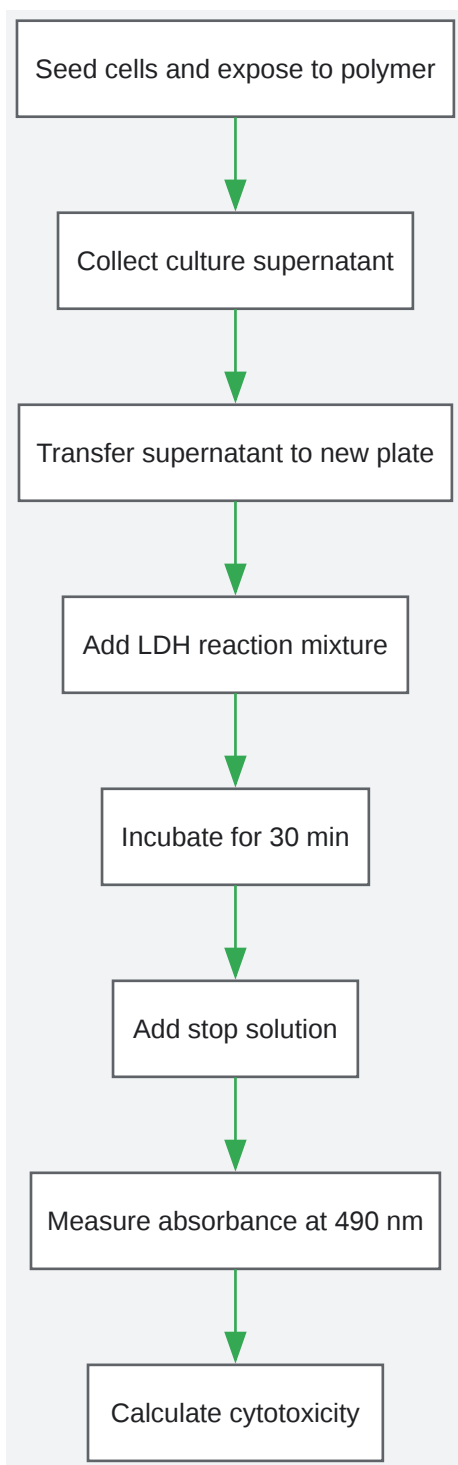 Seed cells and expose to polymer
Collect culture supernatant
Transfer supernatant to new plate
Add LDH reaction mixture
Incubate for 30 min
Add stop solution
Measure absorbance at 490 nm
Calculate cytotoxicity